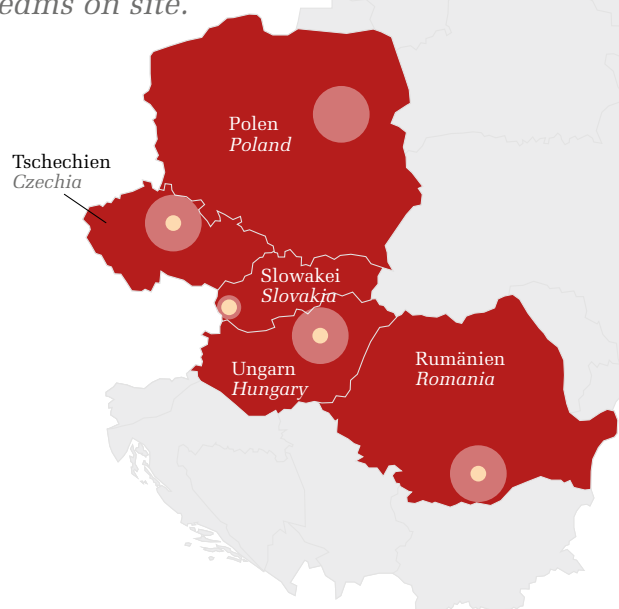 eams on site.
Polen
Poland
Tschechien
Czechia
Slowakei
Slovakia
Ungarn
Hungary
Rumänien
Romania